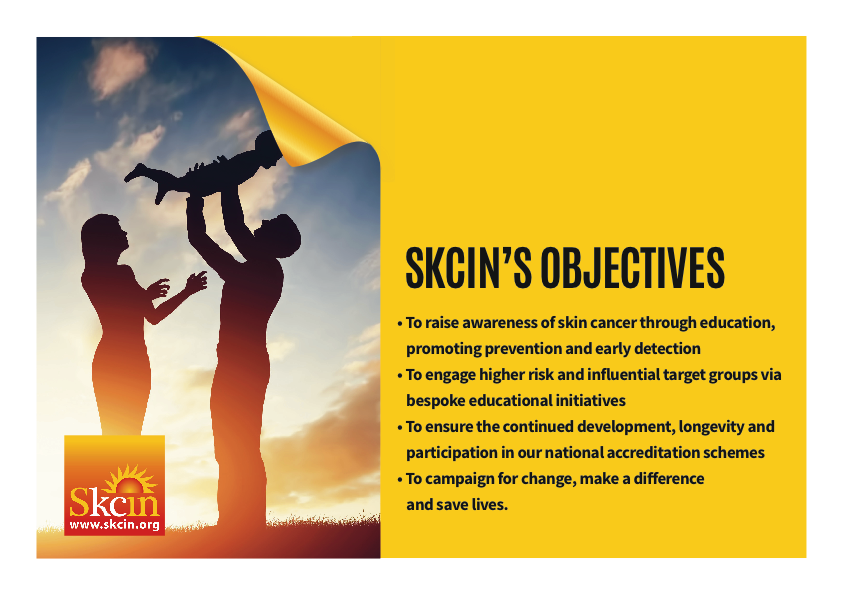 SKCIN’S OBJECTIVES
• To raise awareness of skin cancer through education,
promoting prevention and early detection
• To engage higher risk and influential target groups via
bespoke educational initiatives
• To ensure the continued development, longevity and
participation in our national accreditation schemes
• To campaign for change, make a difference
and save lives.
Skcin
www.skcin.org